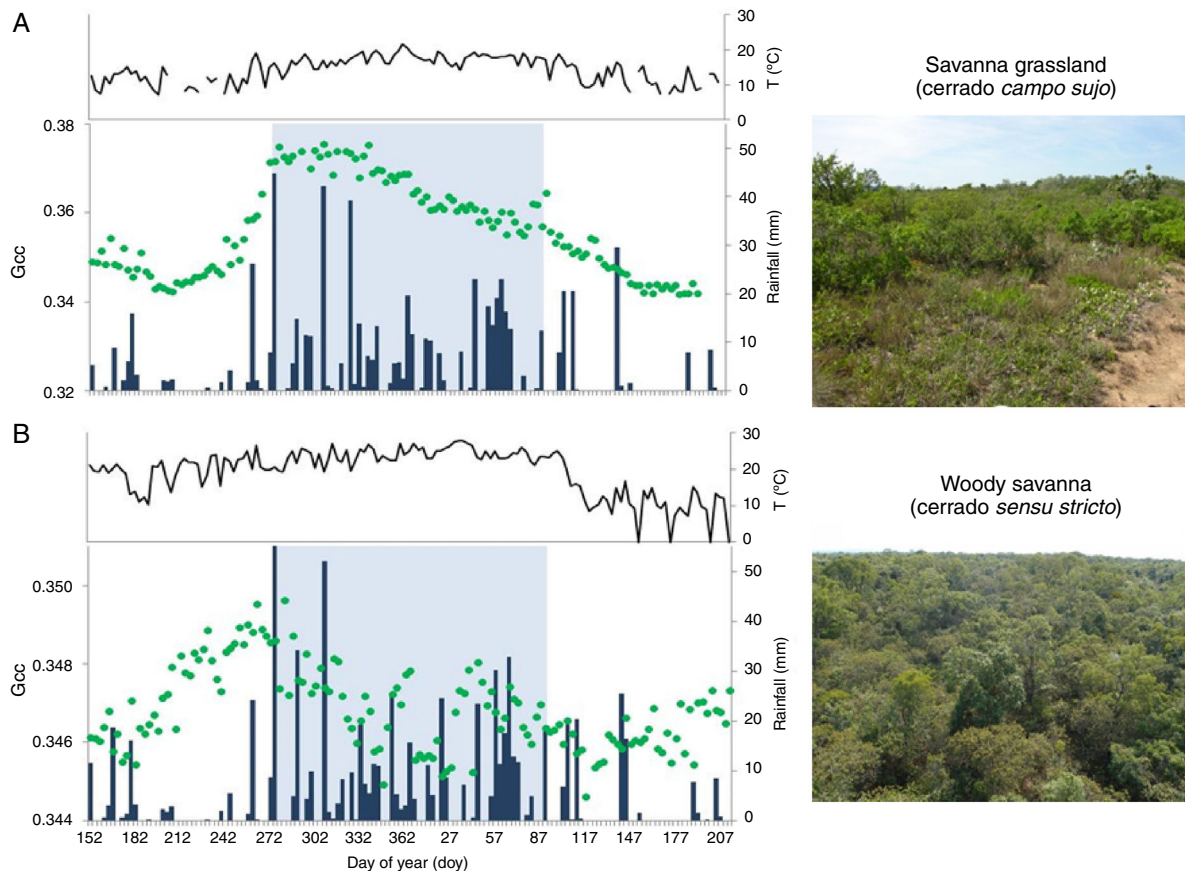 A
30
20
10
0
T (°C)
0.38
0.36
0.34
0.32
Gcc
50
40
30
20
10
0
Rainfall (mm)
Savanna grassland
(cerrado campo sujo)
B
30
20
10
0
T (°C)
0.350
0.348
0.346
0.344
Gcc
50
40
30
20
10
0
Rainfall (mm)
152 182 212 242 272 302 332 362 27 57 87 117 147 177 207
Day of year (doy)
Woody savanna
(cerrado sensu stricto)